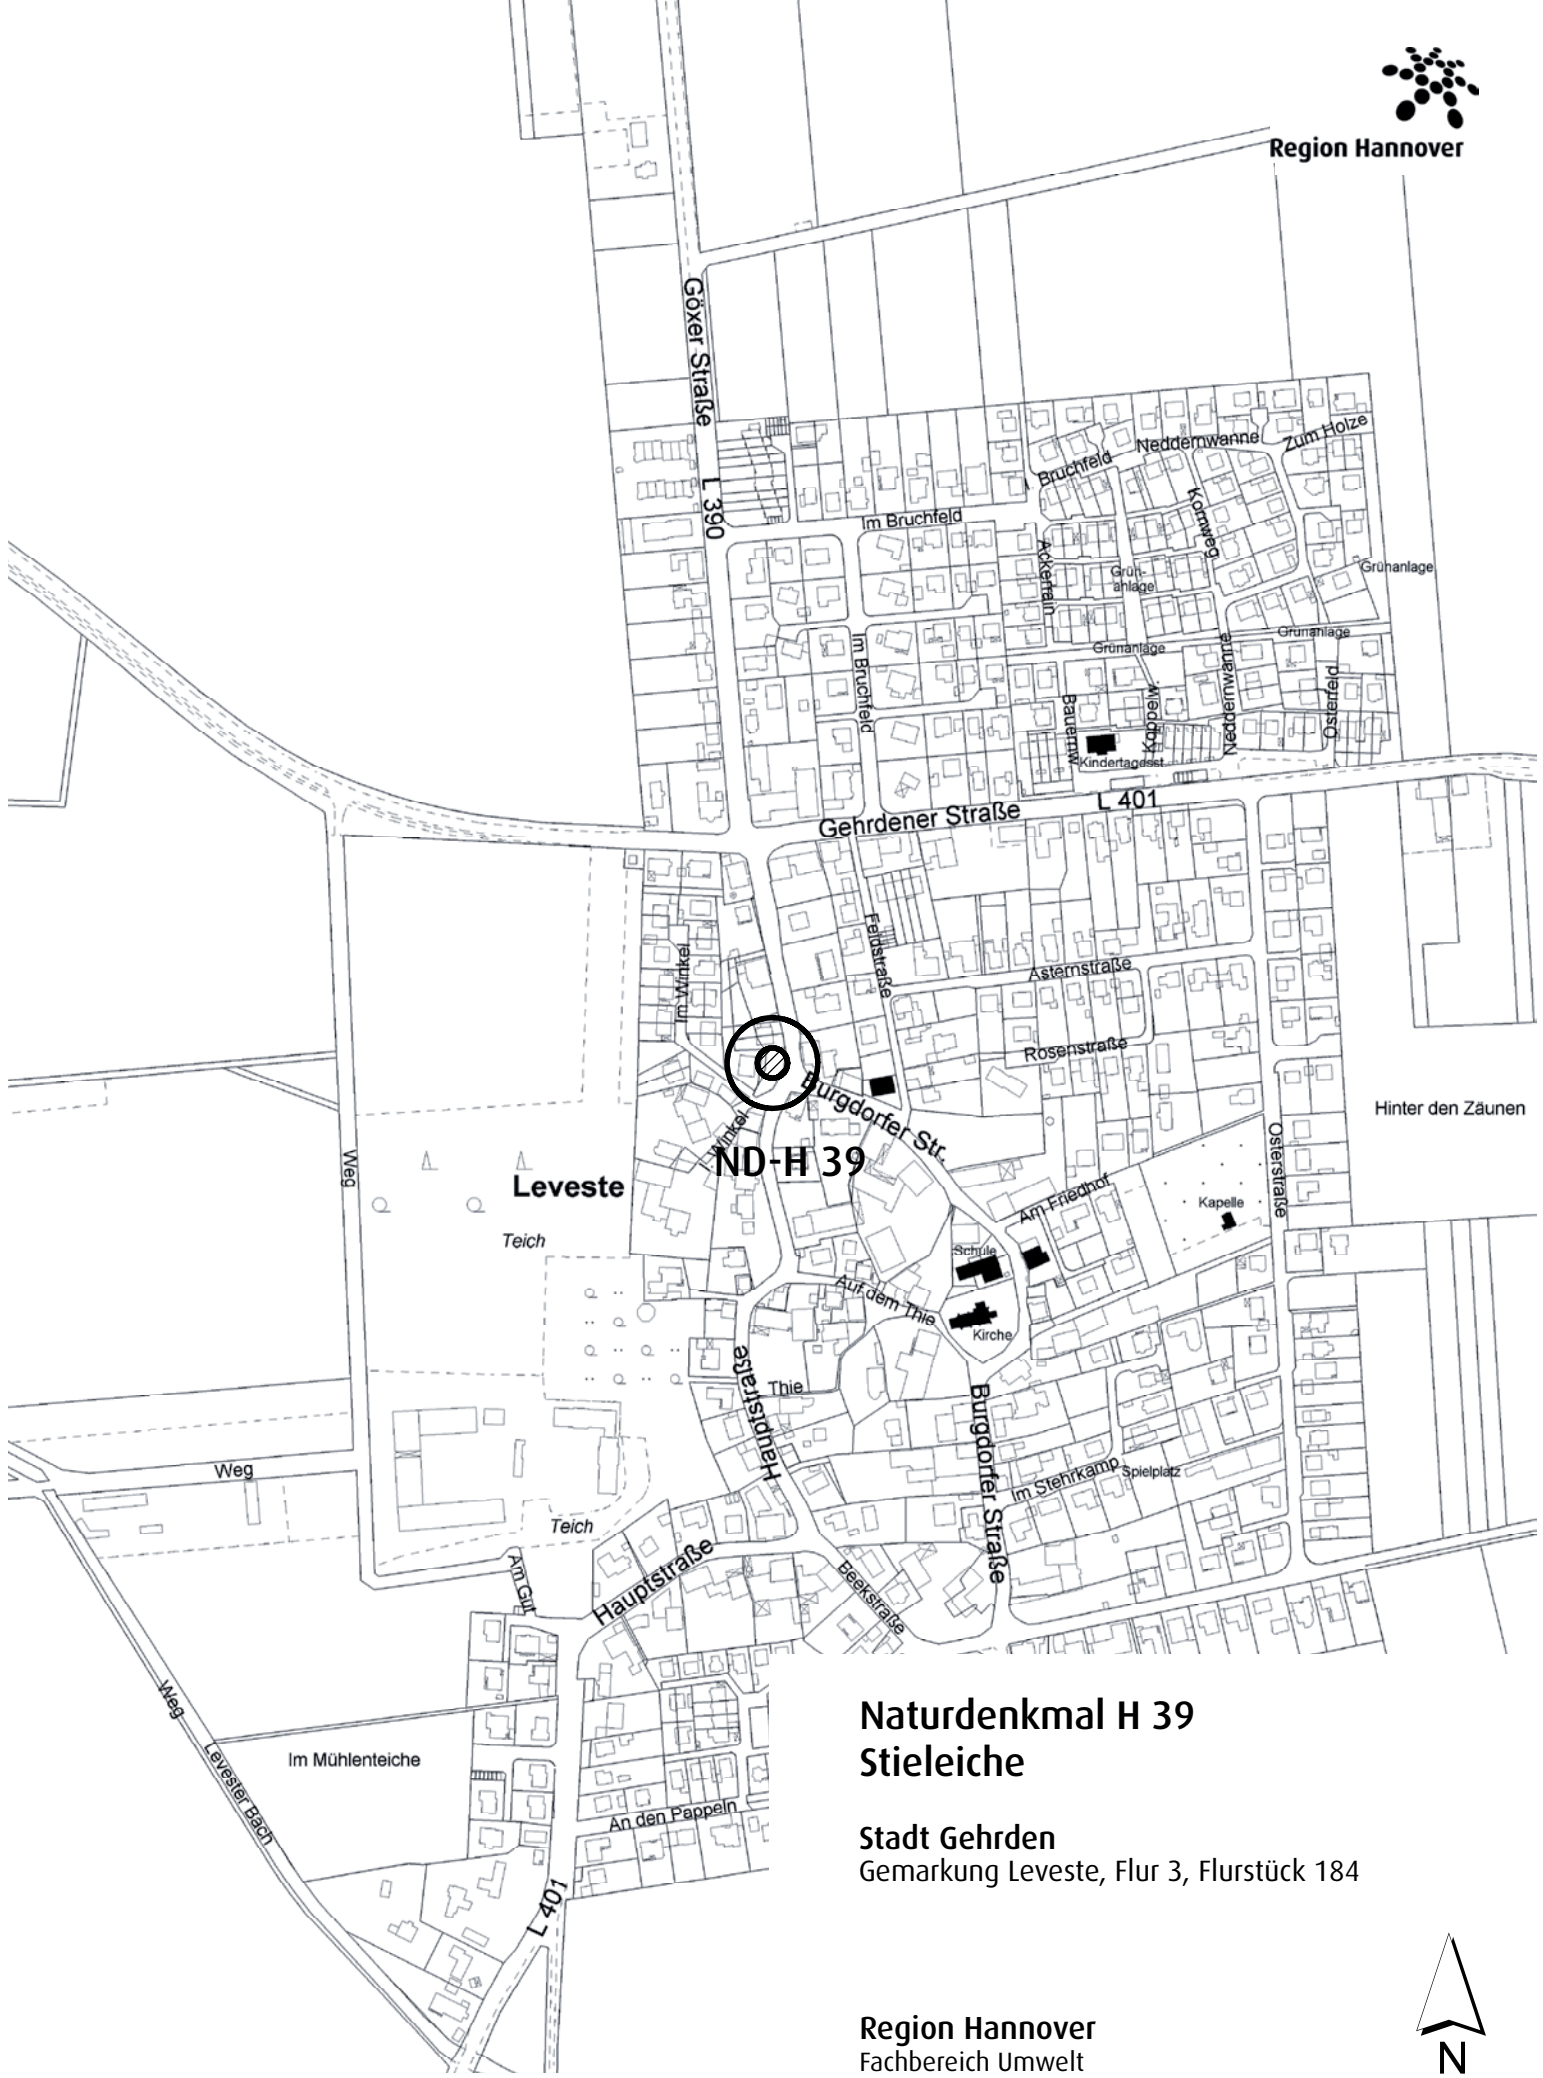 Region Hannover
Göxer Straße
L 390
Neddernwanne
Zum Holze
Bruchfeld
Im Bruchfeld
Kornweg
Ackerrain
Grün-
anlage
Grünanlage
Grünanlage
Grünanlage
Im Bruchfeld
Bauernw.
Koppelw.
Neddernwanne
Osterfeld
Kindertagesst.
L 401
Gehrdener Straße
Feldstraße
Im Winkel
Asternstraße
Rosenstraße
Burgdorfer Str.
Hinter den Zäunen
I. Winkel
ND-H 39
Weg
Leveste
Teich
Osterstraße
Am Friedhof
Kapelle
Schule
Auf dem Thie
Kirche
Hauptstraße
Thie
Burgdorfer Straße
Weg
Im Stehrkamp
Spielplatz
Teich
Am Gut
Hauptstraße
Beekstraße
Weg
Levester Bach
Im Mühlenteiche
An den Pappeln
L 401
Naturdenkmal H 39
Stieleiche
Stadt Gehrden
Gemarkung Leveste, Flur 3, Flurstück 184
Region Hannover
Fachbereich Umwelt
N